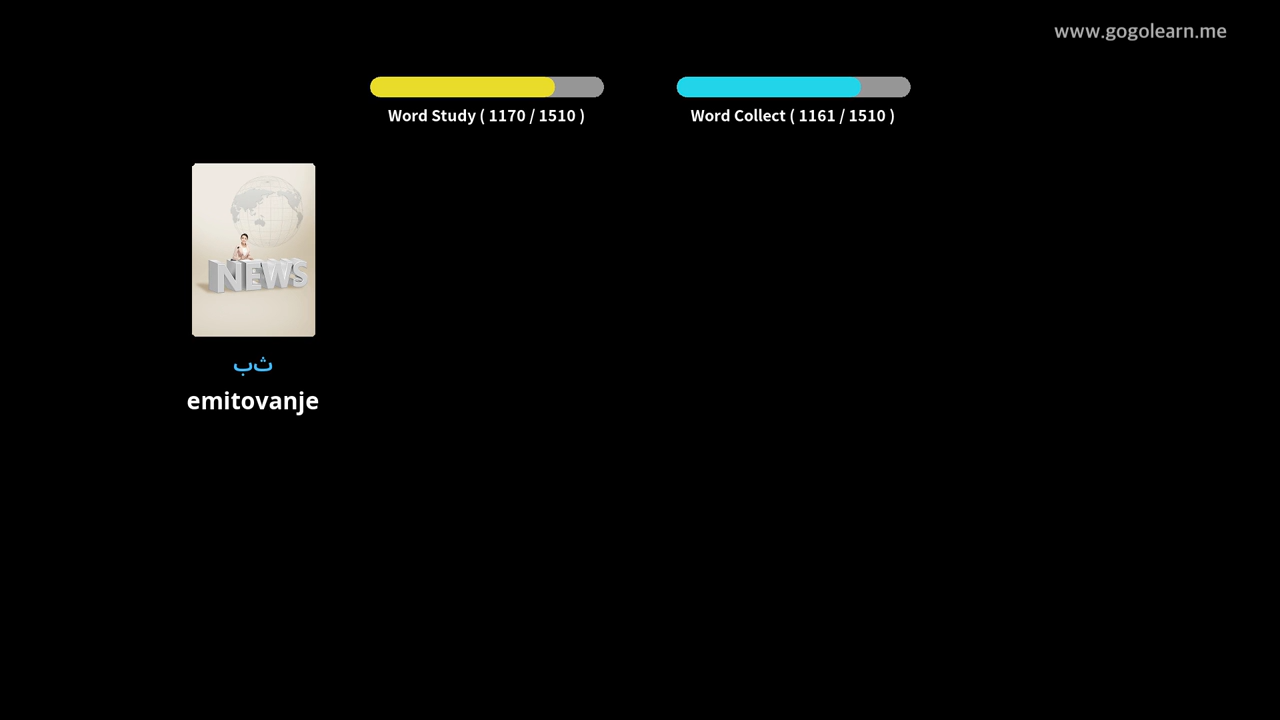 www.gogolearn.me
Word Study ( 1170 / 1510 )
Word Collect ( 1161 / 1510 )
NEWS
ثب
emitovanje